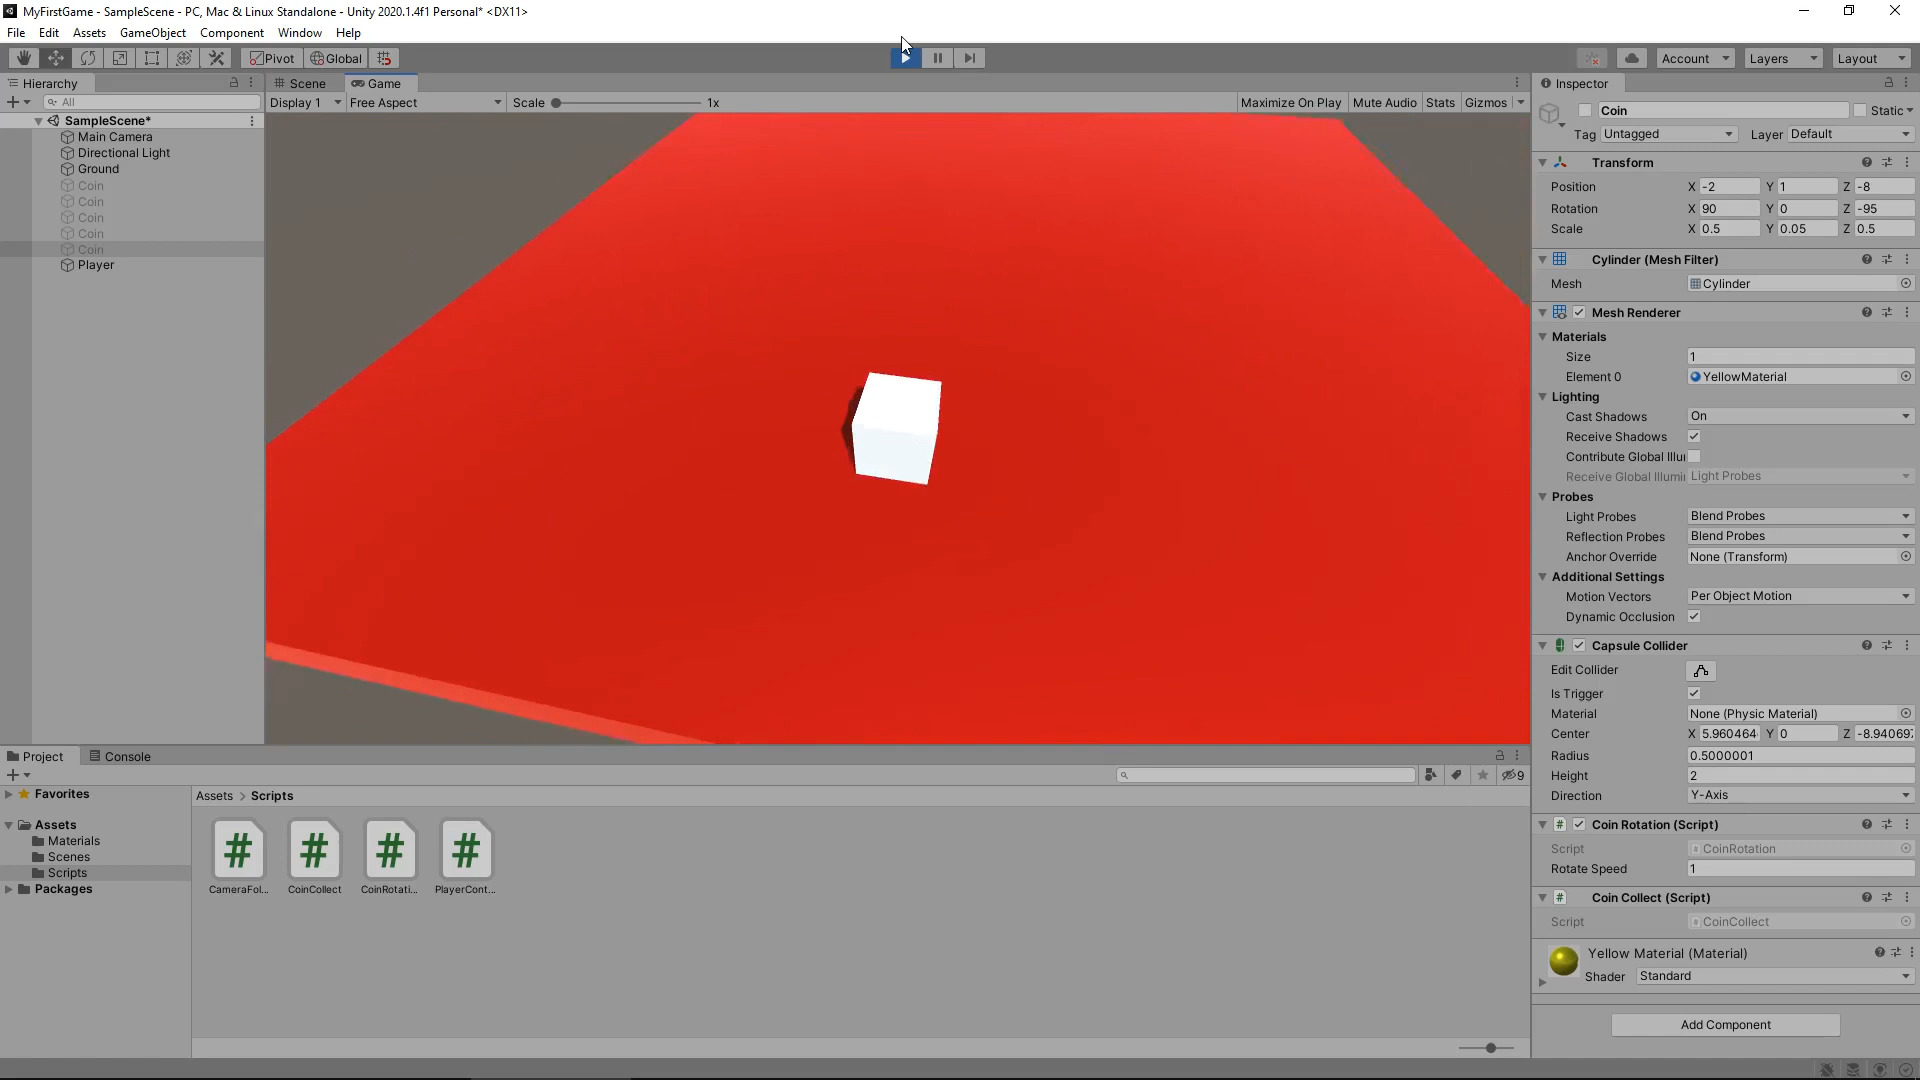 MyFirstGame - SampleScene - PC, Mac & Linux Standalone - Unity 2020.1.4f1 Personal* <DX11>
File Edit Assets GameObject Component Window Help
Pivot Global Account Layers Layout
Hierarchy
All
SampleScene*
Main Camera
Directional Light
Ground
Coin
Coin
Coin
Coin
Coin
Player
Scene Game
Display 1 Free Aspect Scale 1x Maximize On Play Mute Audio Stats Gizmos
Inspector
Coin Static
Tag Untagged Layer Default
Transform
Position X -2 Y 1 Z -8
Rotation X 90 Y 0 Z -95
Scale X 0.5 Y 0.05 Z 0.5
Cylinder (Mesh Filter)
Mesh Cylinder
Mesh Renderer
Materials
Size 1
Element 0 YellowMaterial
Lighting
Cast Shadows On
Receive Shadows
Contribute Global Illu
Receive Global Illumi Light Probes
Probes
Light Probes Blend Probes
Reflection Probes Blend Probes
Anchor Override None (Transform)
Additional Settings
Motion Vectors Per Object Motion
Dynamic Occlusion
Capsule Collider
Edit Collider
Is Trigger
Material None (Physic Material)
Center X 5.960464 Y 0 Z -8.94069
Radius 0.5000001
Height 2
Direction Y-Axis
Coin Rotation (Script)
Script CoinRotation
Rotate Speed 1
Coin Collect (Script)
Script CoinCollect
Yellow Material (Material)
Shader Standard
Add Component
Project Console
9
Favorites
Assets
Materials
Scenes
Scripts
Packages
Assets > Scripts
# # # #
CameraFol... CoinCollect CoinRotati... PlayerCont...